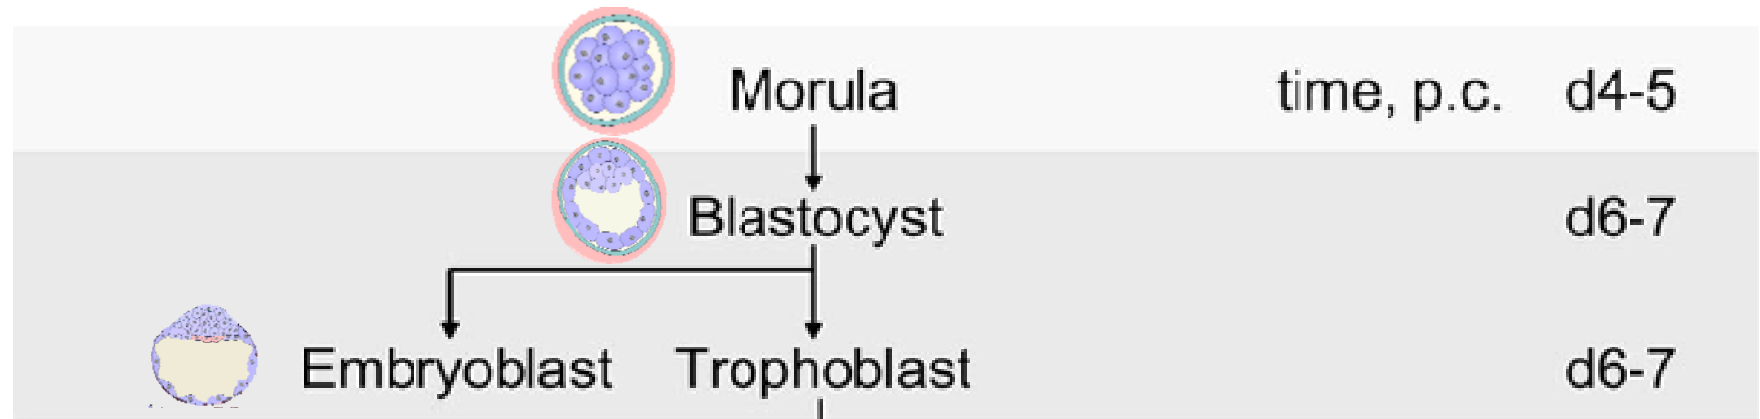 Morula time, p.c. d4-5
Blastocyst d6-7
Embryoblast Trophoblast d6-7